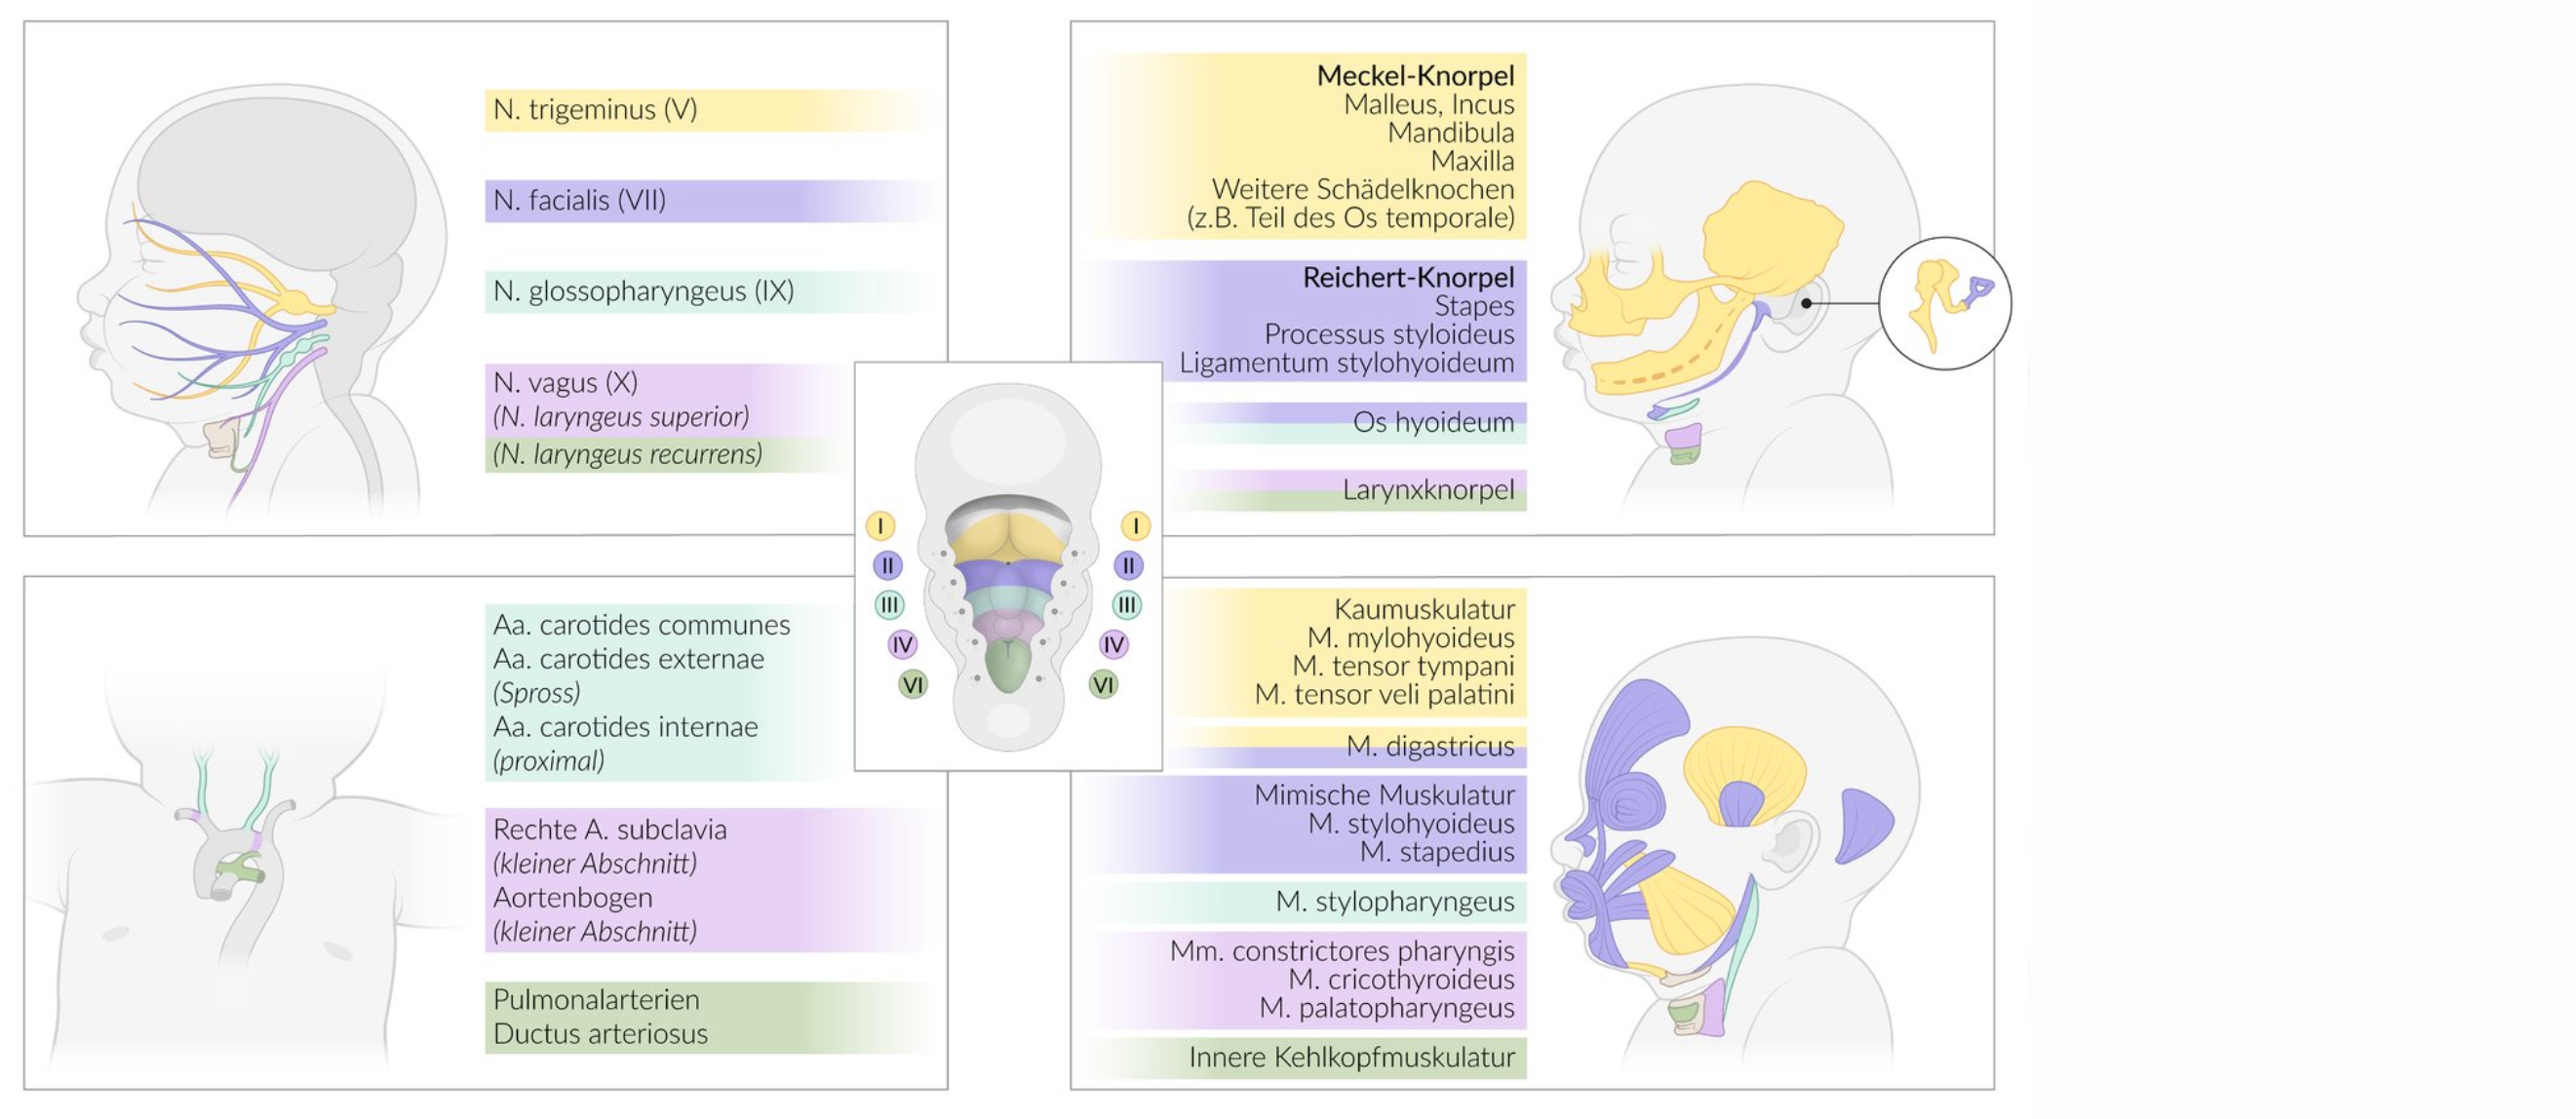 N. trigeminus (V)
N. facialis (VII)
N. glossopharyngeus (IX)
N. vagus (X)
(N. laryngeus superior)
(N. laryngeus recurrens)
Meckel-Knorpel
Malleus, Incus
Mandibula
Maxilla
Weitere Schädelknochen
(z.B. Teil des Os temporale)
Reichert-Knorpel
Stapes
Processus styloideus
Ligamentum stylohyoideum
Os hyoideum
Larynxknorpel
I
I
II
II
III
III
IV
IV
VI
VI
Aa. carotides communes
Aa. carotides externae
(Spross)
Aa. carotides internae
(proximal)
Rechte A. subclavia
(kleiner Abschnitt)
Aortenbogen
(kleiner Abschnitt)
Pulmonalarterien
Ductus arteriosus
Kaumuskulatur
M. mylohyoideus
M. tensor tympani
M. tensor veli palatini
M. digastricus
Mimische Muskulatur
M. stylohyoideus
M. stapedius
M. stylopharyngeus
Mm. constrictores pharyngis
M. cricothyroideus
M. palatopharyngeus
Innere Kehlkopfmuskulatur